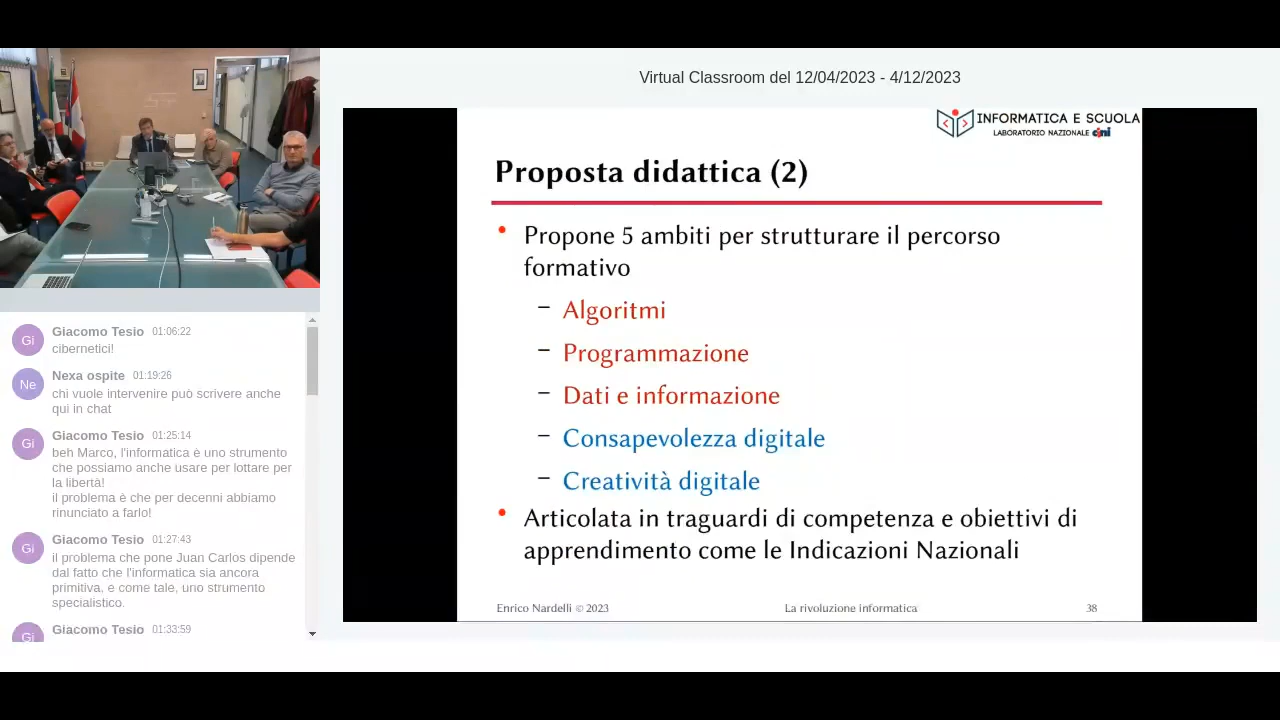 Virtual Classroom del 12/04/2023 - 4/12/2023
INFORMATICA E SCUOLA
LABORATORIO NAZIONALE cini
Proposta didattica (2)
• Propone 5 ambiti per strutturare il percorso
formativo
– Algoritmi
– Programmazione
– Dati e informazione
– Consapevolezza digitale
– Creatività digitale
• Articolata in traguardi di competenza e obiettivi di
apprendimento come le Indicazioni Nazionali
Enrico Nardelli © 2023
La rivoluzione informatica
38
Gi
Giacomo Tesio 01:06:22
cibernetici!
Ne
Nexa ospite 01:19:26
chi vuole intervenire può scrivere anche
qui in chat
Gi
Giacomo Tesio 01:25:14
beh Marco, l'informatica è uno strumento
che possiamo anche usare per lottare per
la libertà!
il problema è che per decenni abbiamo
rinunciato a farlo!
Gi
Giacomo Tesio 01:27:43
il problema che pone Juan Carlos dipende
dal fatto che l'informatica sia ancora
primitiva, e come tale, uno strumento
specialistico.
Gi
Giacomo Tesio 01:33:59